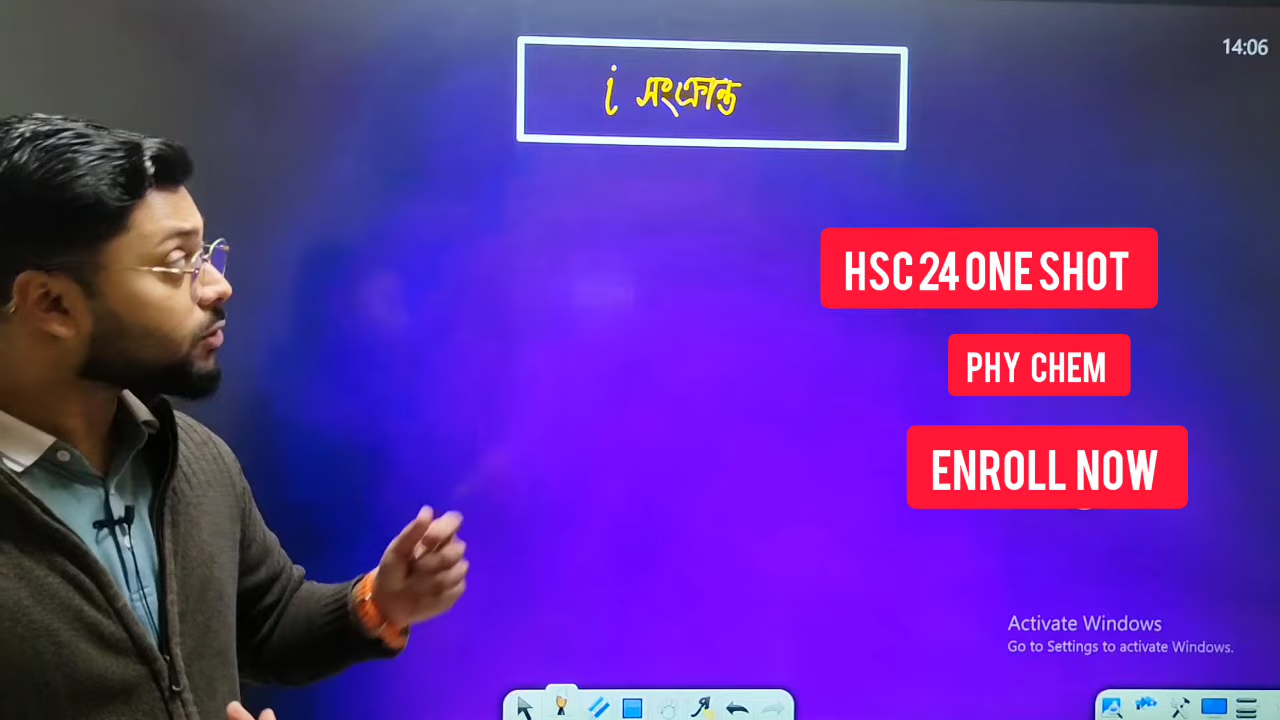 i সংক্রান্ত
14:06
HSC 24 ONE SHOT
PHY CHEM
ENROLL NOW
Activate Windows
Go to Settings to activate Windows.